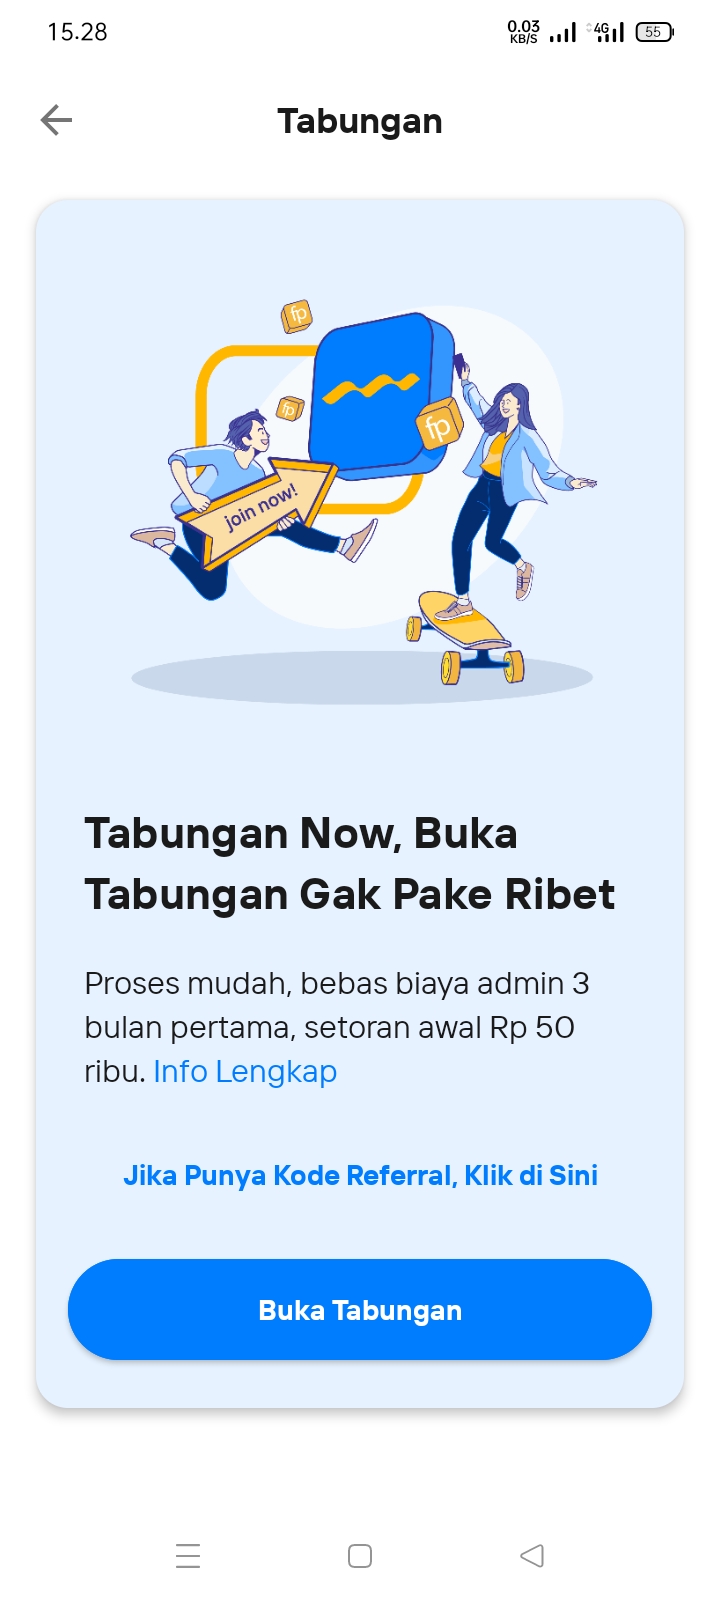 15.28
0.03
KB/S
4G
55
Tabungan
fp
fp
fp
join now!
Tabungan Now, Buka
Tabungan Gak Pake Ribet
Proses mudah, bebas biaya admin 3
bulan pertama, setoran awal Rp 50
ribu. Info Lengkap
Jika Punya Kode Referral, Klik di Sini
Buka Tabungan